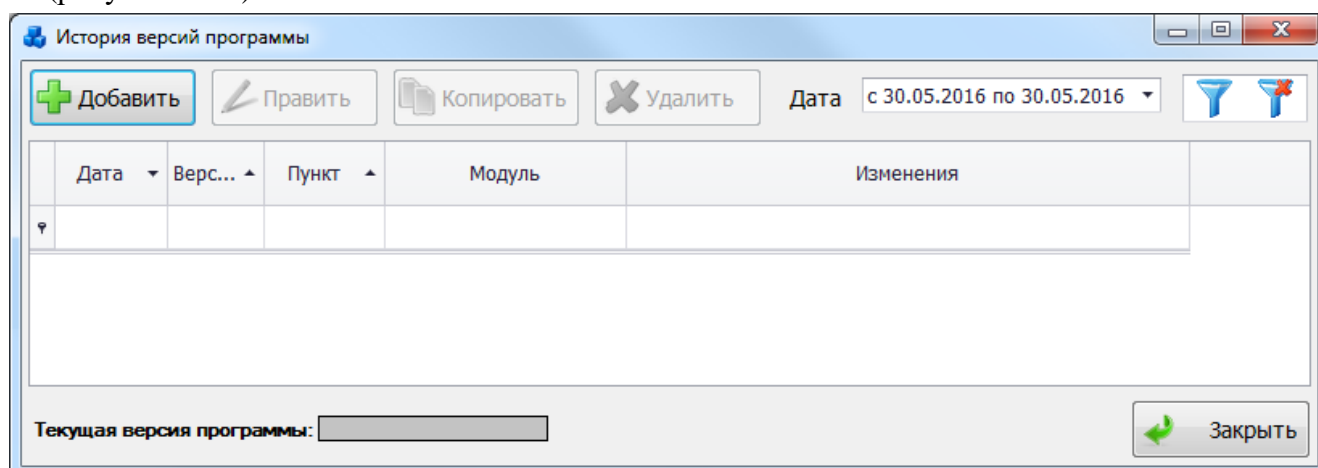 История версий программы
Добавить Править Копировать Удалить Дата с 30.05.2016 по 30.05.2016
Дата Верс... Пункт Модуль Изменения
Текущая версия программы:
Закрыть